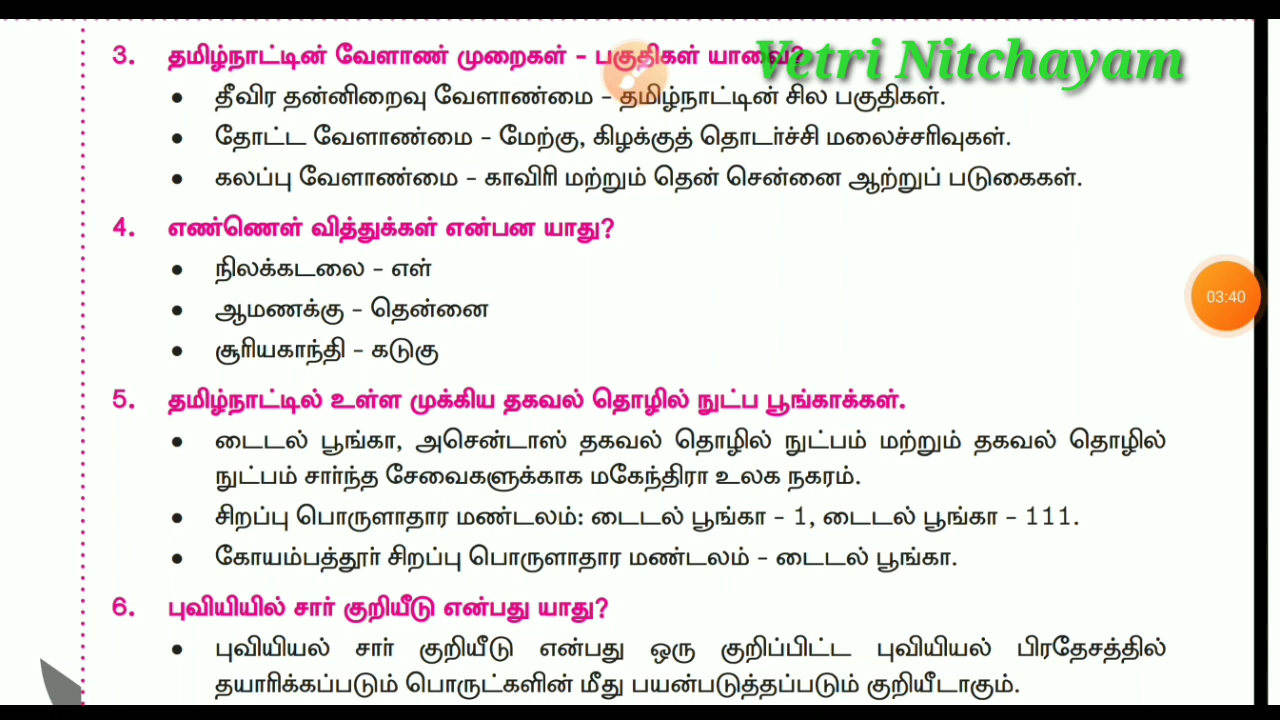 Vetri Nitchayam
3. தமிழ்நாட்டின் வேளாண் முறைகள் - பகுதிகள் யாவை?
• தீவிர தன்னிறைவு வேளாண்மை - தமிழ்நாட்டின் சில பகுதிகள்.
• தோட்ட வேளாண்மை - மேற்கு, கிழக்குத் தொடர்ச்சி மலைச்சரிவுகள்.
• கலப்பு வேளாண்மை - காவிரி மற்றும் தென் சென்னை ஆற்றுப் படுகைகள்.
4. எண்ணெள் வித்துக்கள் என்பன யாது?
• நிலக்கடலை - எள்
• ஆமணக்கு - தென்னை
• சூரியகாந்தி - கடுகு
03:40
5. தமிழ்நாட்டில் உள்ள முக்கிய தகவல் தொழில் நுட்ப பூங்காக்கள்.
• டைடல் பூங்கா, அசென்டாஸ் தகவல் தொழில் நுட்பம் மற்றும் தகவல் தொழில்
நுட்பம் சார்ந்த சேவைகளுக்காக மகேந்திரா உலக நகரம்.
• சிறப்பு பொருளாதார மண்டலம்: டைடல் பூங்கா - 1, டைடல் பூங்கா - 111.
• கோயம்பத்தூர் சிறப்பு பொருளாதார மண்டலம் - டைடல் பூங்கா.
6. புவியியில் சார் குறியீடு என்பது யாது?
• புவியியல் சார் குறியீடு என்பது ஒரு குறிப்பிட்ட புவியியல் பிரதேசத்தில்
தயாரிக்கப்படும் பொருட்களின் மீது பயன்படுத்தப்படும் குறியீடாகும்.